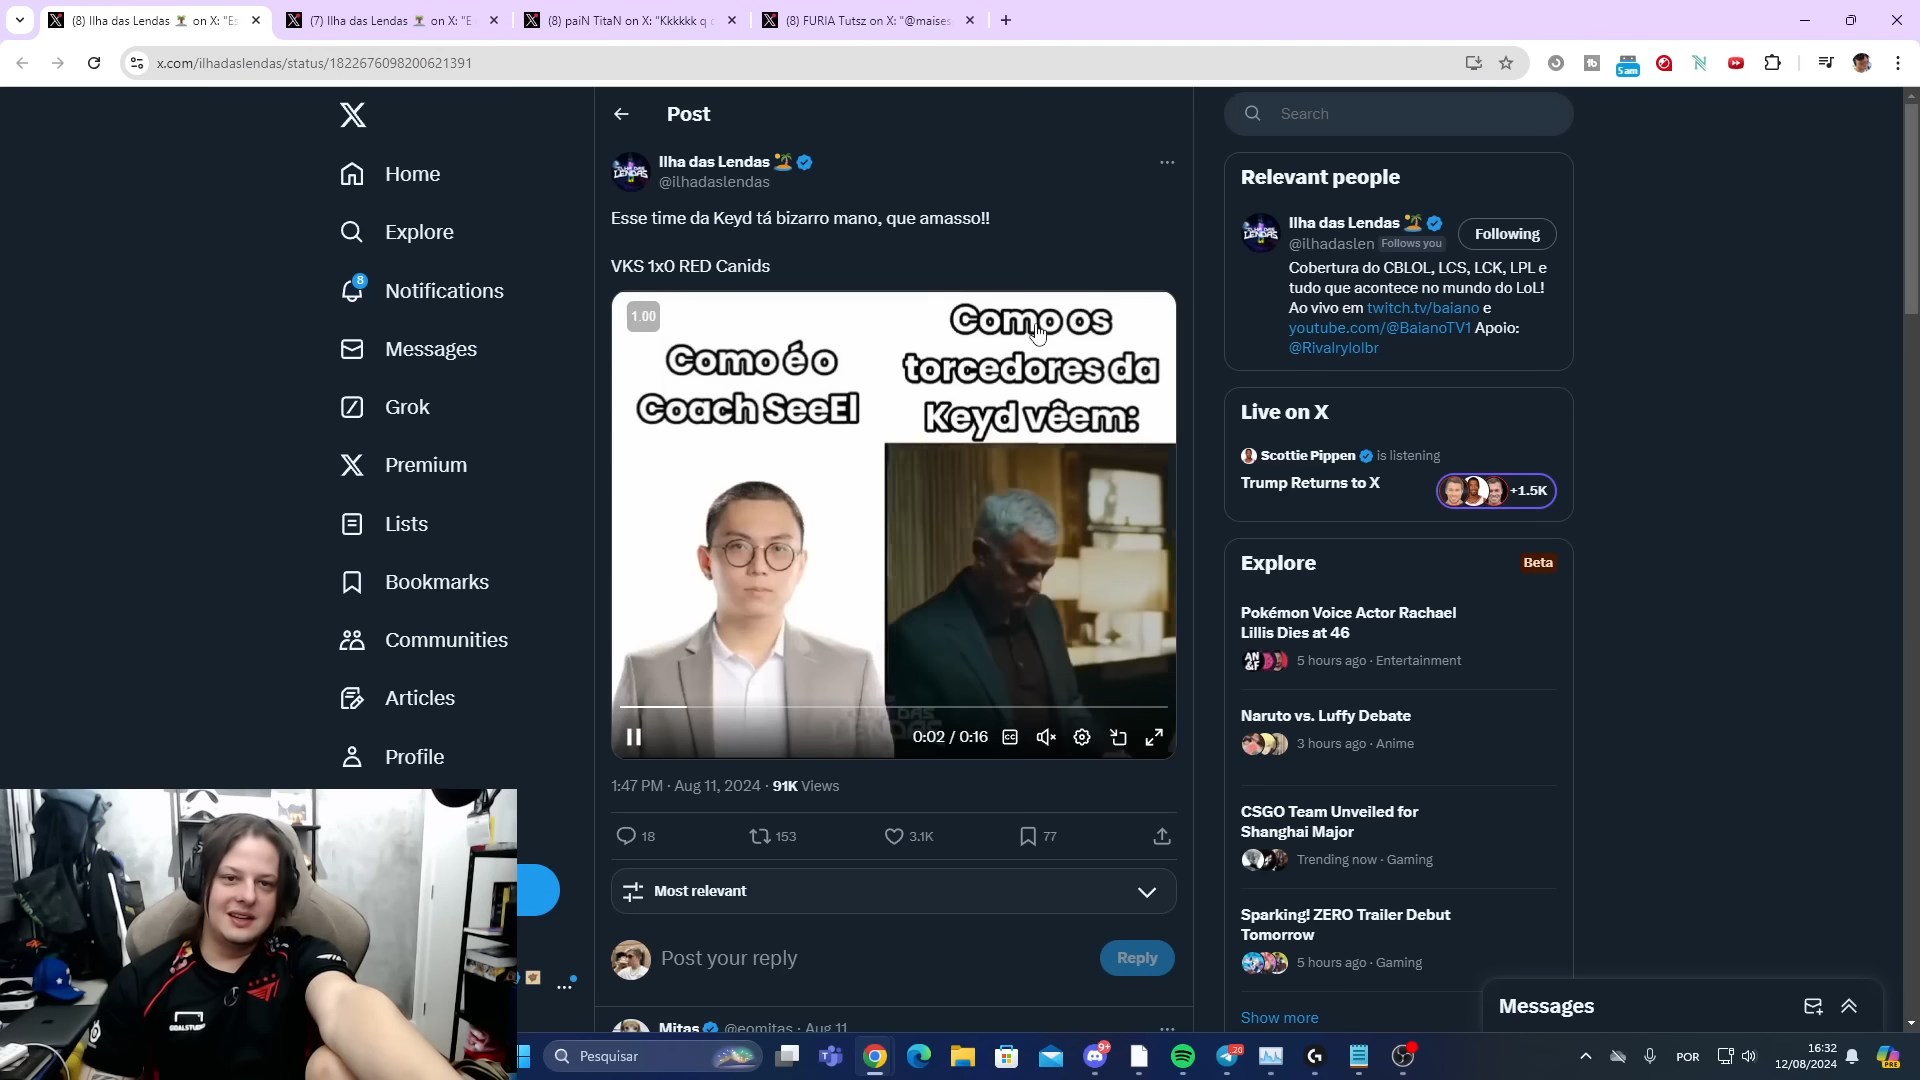 (8) Ilha das Lendas 🏝️ on X: "Es
(7) Ilha das Lendas 🏝️ on X: "E
(8) paiN TitaN on X: "Kkkkkk q
(8) FURIA Tutsz on X: "@maises
x.com/ilhadaslendas/status/1822676098200621391
5am
Home
Explore
8
Notifications
Messages
Grok
Premium
Lists
Bookmarks
Communities
Articles
Profile
Post
Ilha das Lendas 🏝️
@ilhadaslendas
Esse time da Keyd tá bizarro mano, que amasso!!
VKS 1x0 RED Canids
1.00
Como é o
Coach SeeEl
Como os
torcedores da
Keyd vêem:
0:02 / 0:16
1:47 PM · Aug 11, 2024 · 91K Views
18
153
3.1K
77
Most relevant
Post your reply
Reply
Mitas @eomitas · Aug 11
Search
Relevant people
Ilha das Lendas 🏝️
@ilhadaslen Follows you
Following
Cobertura do CBLOL, LCS, LCK, LPL e
tudo que acontece no mundo do LoL!
Ao vivo em twitch.tv/baiano e
youtube.com/@BaianoTV1 Apoio:
@Rivalrylolbr
Live on X
Scottie Pippen is listening
Trump Returns to X
+1.5K
Explore
Beta
Pokémon Voice Actor Rachael
Lillis Dies at 46
5 hours ago · Entertainment
Naruto vs. Luffy Debate
3 hours ago · Anime
CSGO Team Unveiled for
Shanghai Major
Trending now · Gaming
Sparking! ZERO Trailer Debut
Tomorrow
5 hours ago · Gaming
Show more
Messages
Pesquisar
9+
20
POR
16:32
12/08/2024
PRE